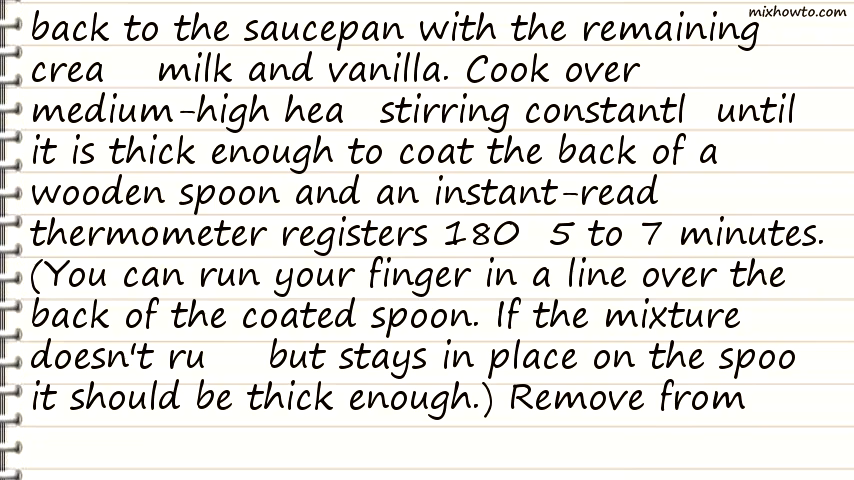 mixhowto.com
back to the saucepan with the remaining
crea milk and vanilla. Cook over
medium-high hea stirring constantl until
it is thick enough to coat the back of a
wooden spoon and an instant-read
thermometer registers 180 5 to 7 minutes.
(You can run your finger in a line over the
back of the coated spoon. If the mixture
doesn't ru but stays in place on the spoo
it should be thick enough.) Remove from